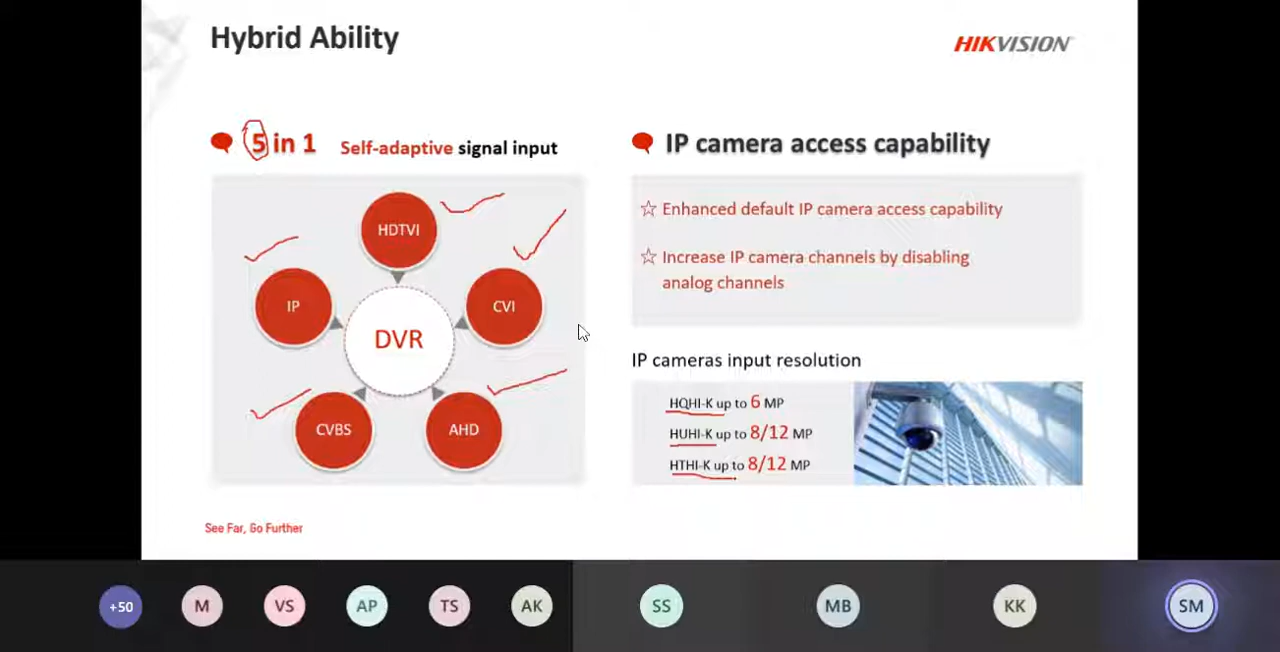 Hybrid Ability
HIKVISION
5 in 1 Self-adaptive signal input
HDTVI
IP
CVI
DVR
CVBS
AHD
IP camera access capability
☆ Enhanced default IP camera access capability
☆ Increase IP camera channels by disabling
analog channels
IP cameras input resolution
HQHI-K up to 6 MP
HUHI-K up to 8/12 MP
HTHI-K up to 8/12 MP
See Far, Go Further
+50
M
VS
AP
TS
AK
SS
MB
KK
SM